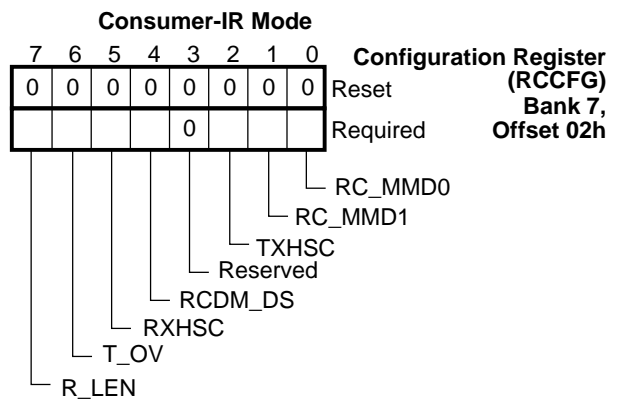 Consumer-IR Mode
7 6 5 4 3 2 1 0
Configuration Register
(RCCFG)
Bank 7,
Offset 02h
0 0 0 0 0 0 0 0 Reset
0 Required
RC_MMD0
RC_MMD1
TXHSC
Reserved
RCDM_DS
RXHSC
T_OV
R_LEN